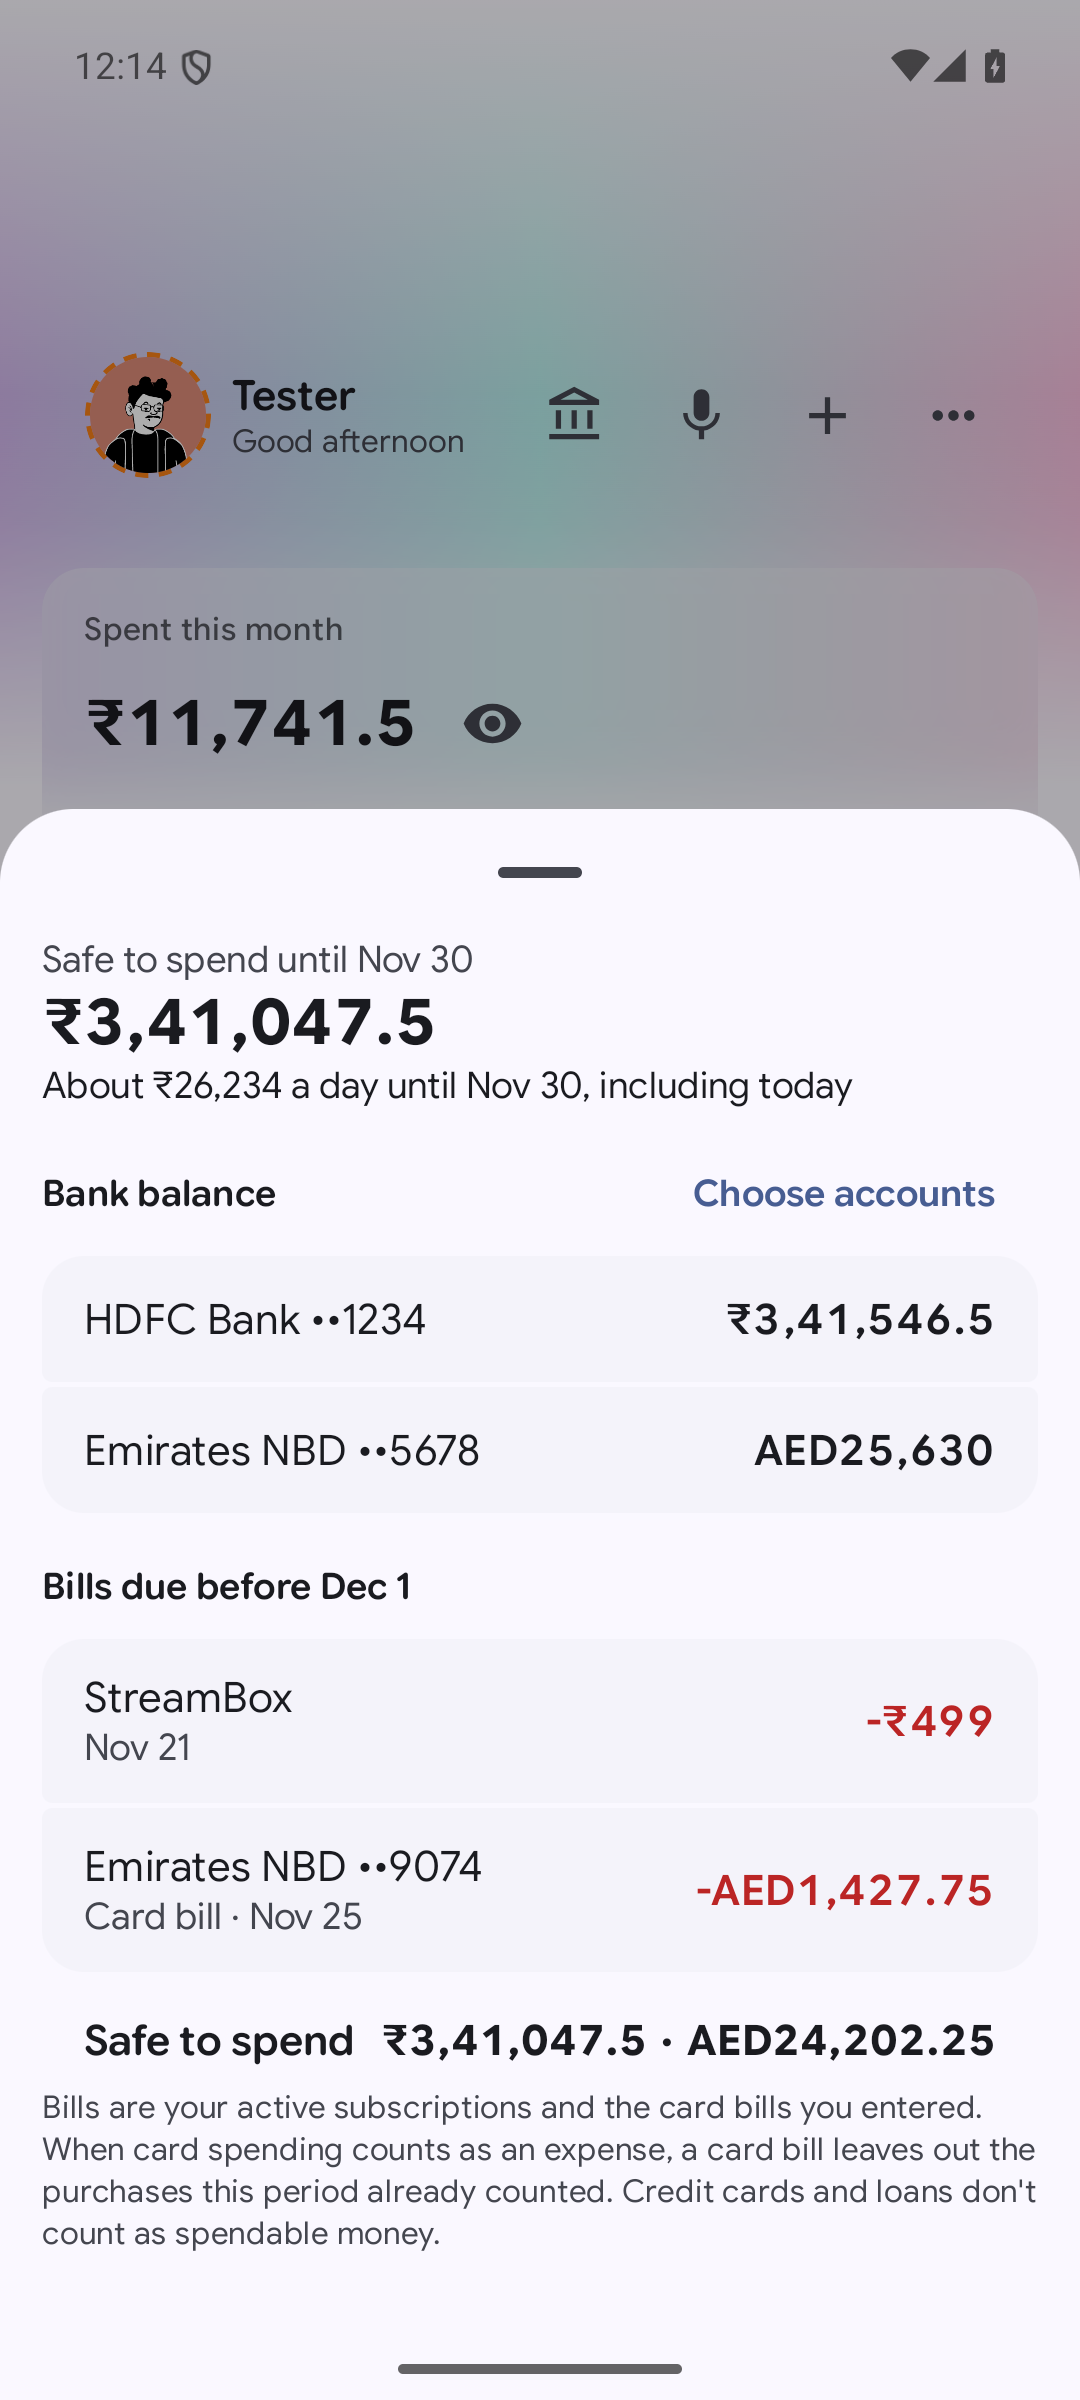 12:14
Tester
Good afternoon
Spent this month
₹11,741.5
Safe to spend until Nov 30
₹3,41,047.5
About ₹26,234 a day until Nov 30, including today
Bank balance
Choose accounts
HDFC Bank ••1234
₹3,41,546.5
Emirates NBD ••5678
AED25,630
Bills due before Dec 1
StreamBox
-₹499
Nov 21
Emirates NBD ••9074
-AED1,427.75
Card bill · Nov 25
Safe to spend ₹3,41,047.5 · AED24,202.25
Bills are your active subscriptions and the card bills you entered.
When card spending counts as an expense, a card bill leaves out the
purchases this period already counted. Credit cards and loans don't
count as spendable money.